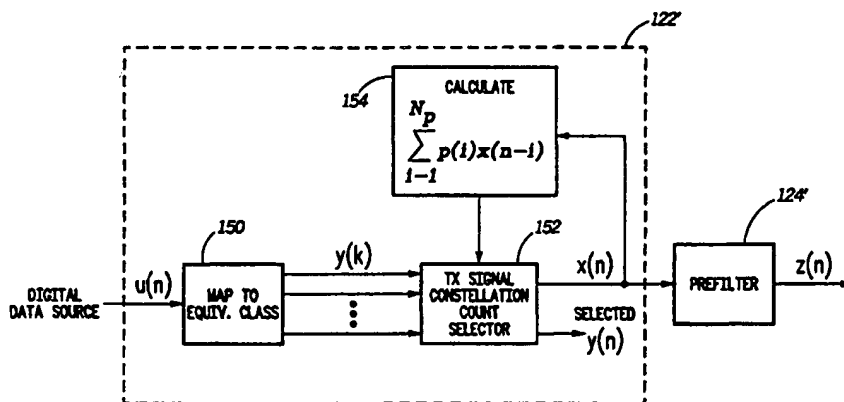 122'
154
CALCULATE
N_p
∑ p(i)x(n-i)
i-1
150
y(k)
152
124'
DIGITAL
DATA SOURCE
u(n)
MAP TO
EQUIV. CLASS
TX SIGNAL
CONSTELLATION
COUNT
SELECTOR
x(n)
SELECTED
y(n)
PREFILTER
z(n)